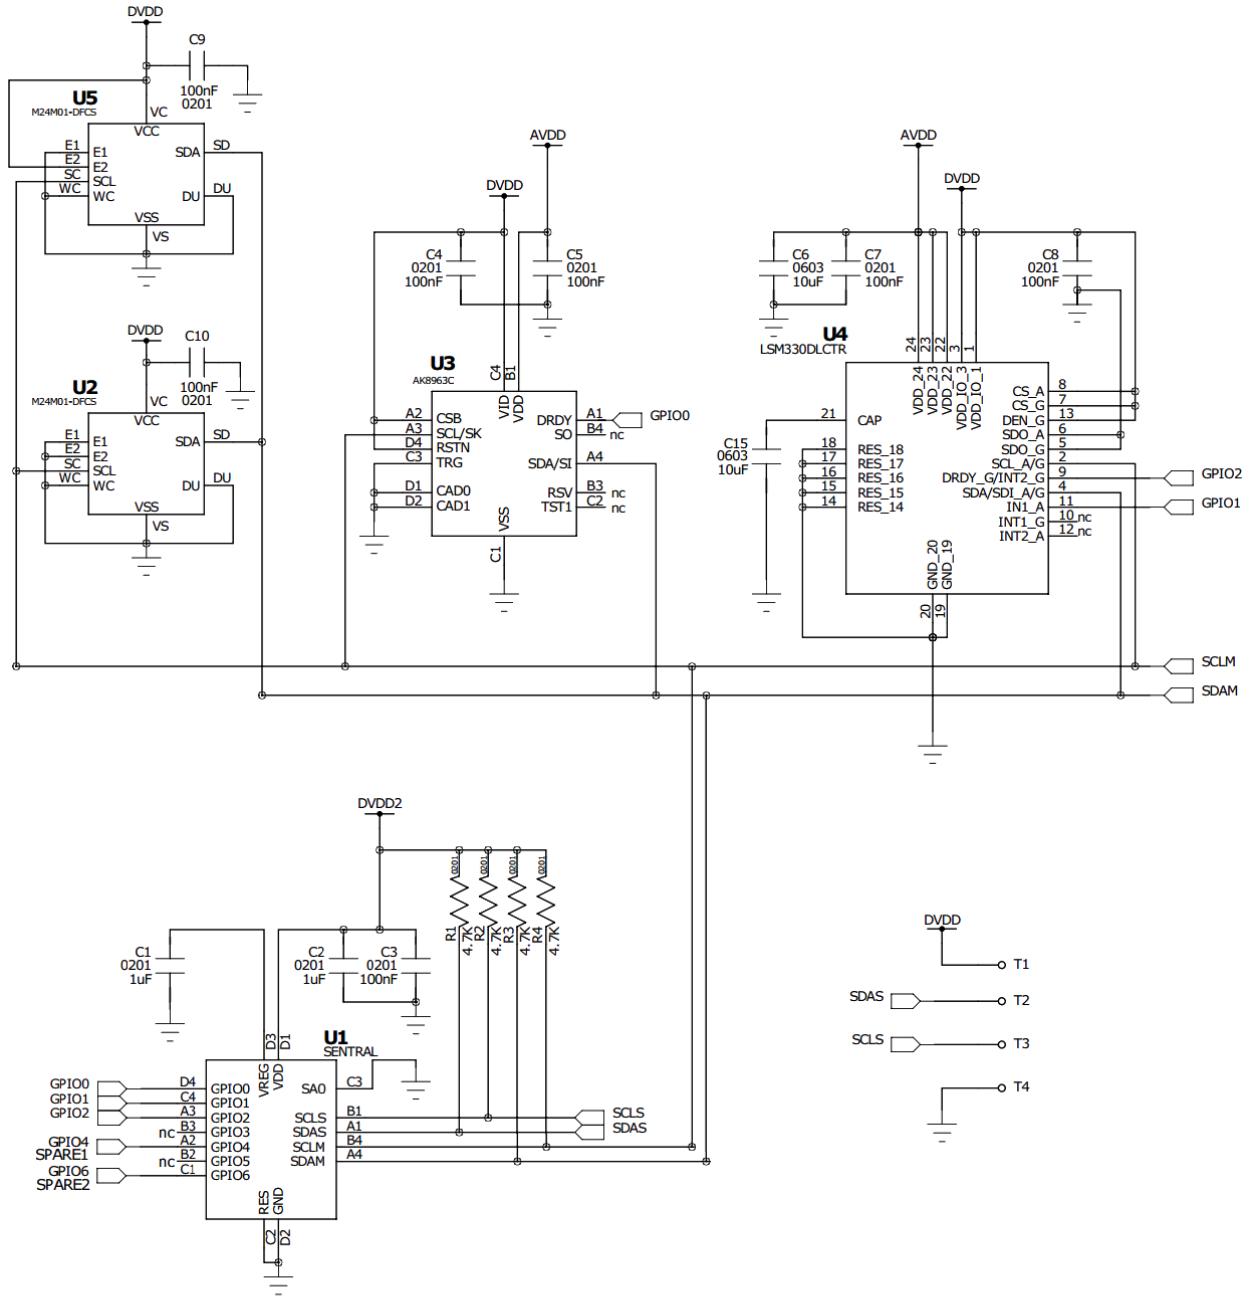 DVDD
C9
100nF
0201
U5
M24M01-DFCS
VC
VCC
E1 E1 SDA SD
E2 E2
SC SCL
WC WC DU DU
VSS
VS
DVDD
C10
100nF
0201
U2
M24M01-DFCS
VC
VCC
E1 E1 SDA SD
E2 E2
SC SCL
WC WC DU DU
VSS
VS
AVDD
DVDD
C4
0201
100nF
C5
0201
100nF
U3
AK8963C
C4 B1
VID VDD
A2 CSB DRDY A1 GPIO0
A3 SCL/SK SO B4 nc
D4 RSTN
C3 TRG SDA/SI A4
D1 CAD0 RSV B3 nc
D2 CAD1 TST1 C2 nc
VSS
C1
AVDD
DVDD
C6
0603
10uF
C7
0201
100nF
C8
0201
100nF
U4
LSM330DLCTR
24 23 22 3 1
VDD_24 VDD_23 VDD_22 VDD_IO_3 VDD_IO_1
21 CAP
C15
0603
10uF
18 RES_18
17 RES_17
16 RES_16
15 RES_15
14 RES_14
CS_A 8
CS_G 7
DEN_G 13
SDO_A 6
SDO_G 5
SCL_A/G 2
DRDY_G/INT2_G 9 GPIO2
SDA/SDI_A/G 4
IN1_A 11 GPIO1
INT1_G 10 nc
INT2_A 12 nc
GND_20 GND_19
20 19
SCLM
SDAM
DVDD2
0201 0201 0201 0201
R1 4.7K R2 4.7K R3 4.7K R4 4.7K
C1
0201
1uF
C2
0201
1uF
C3
0201
100nF
U1
SENTRAL
D3 D1
VREG VDD
GPIO0 D4 GPIO0
GPIO1 C4 GPIO1
GPIO2 A3 GPIO2
nc B3 GPIO3
GPIO4 A2 GPIO4
SPARE1
nc B2 GPIO5
GPIO6 C1 GPIO6
SPARE2
SA0 C3
SCLS B1 SCLS
SDAS A1 SDAS
SCLM B4
SDAM A4
RES GND
C2 D2
DVDD
T1
SDAS T2
SCLS T3
T4